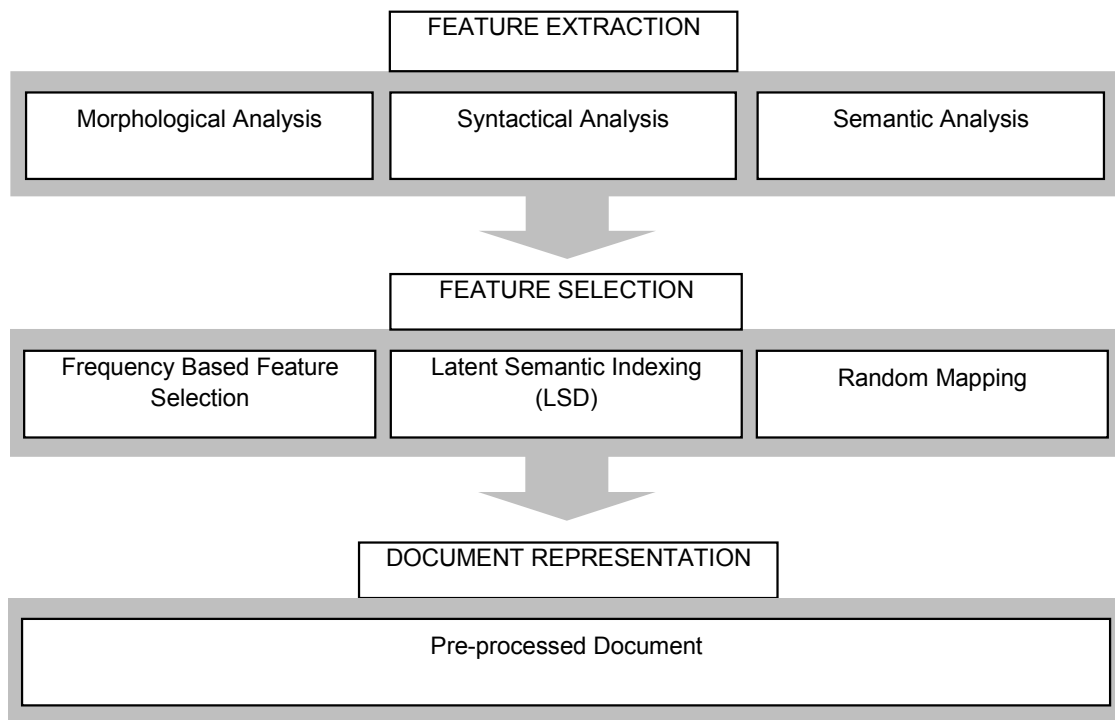 FEATURE EXTRACTION
Morphological Analysis
Syntactical Analysis
Semantic Analysis
FEATURE SELECTION
Frequency Based Feature
Selection
Latent Semantic Indexing
(LSD)
Random Mapping
DOCUMENT REPRESENTATION
Pre-processed Document